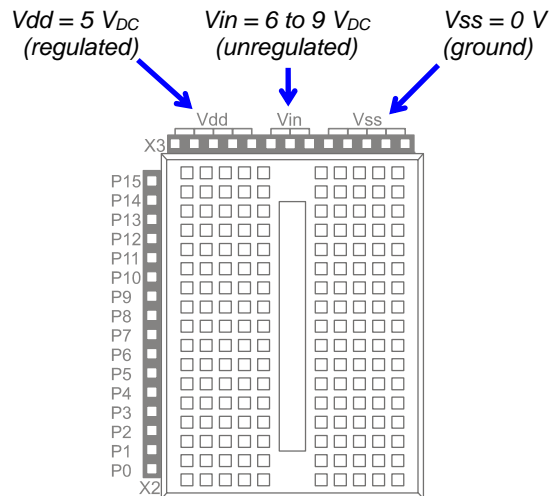 Vdd = 5 VDC
(regulated)
Vin = 6 to 9 VDC
(unregulated)
Vss = 0 V
(ground)
Vdd Vin Vss
X3
P15
P14
P13
P12
P11
P10
P9
P8
P7
P6
P5
P4
P3
P2
P1
P0
X2